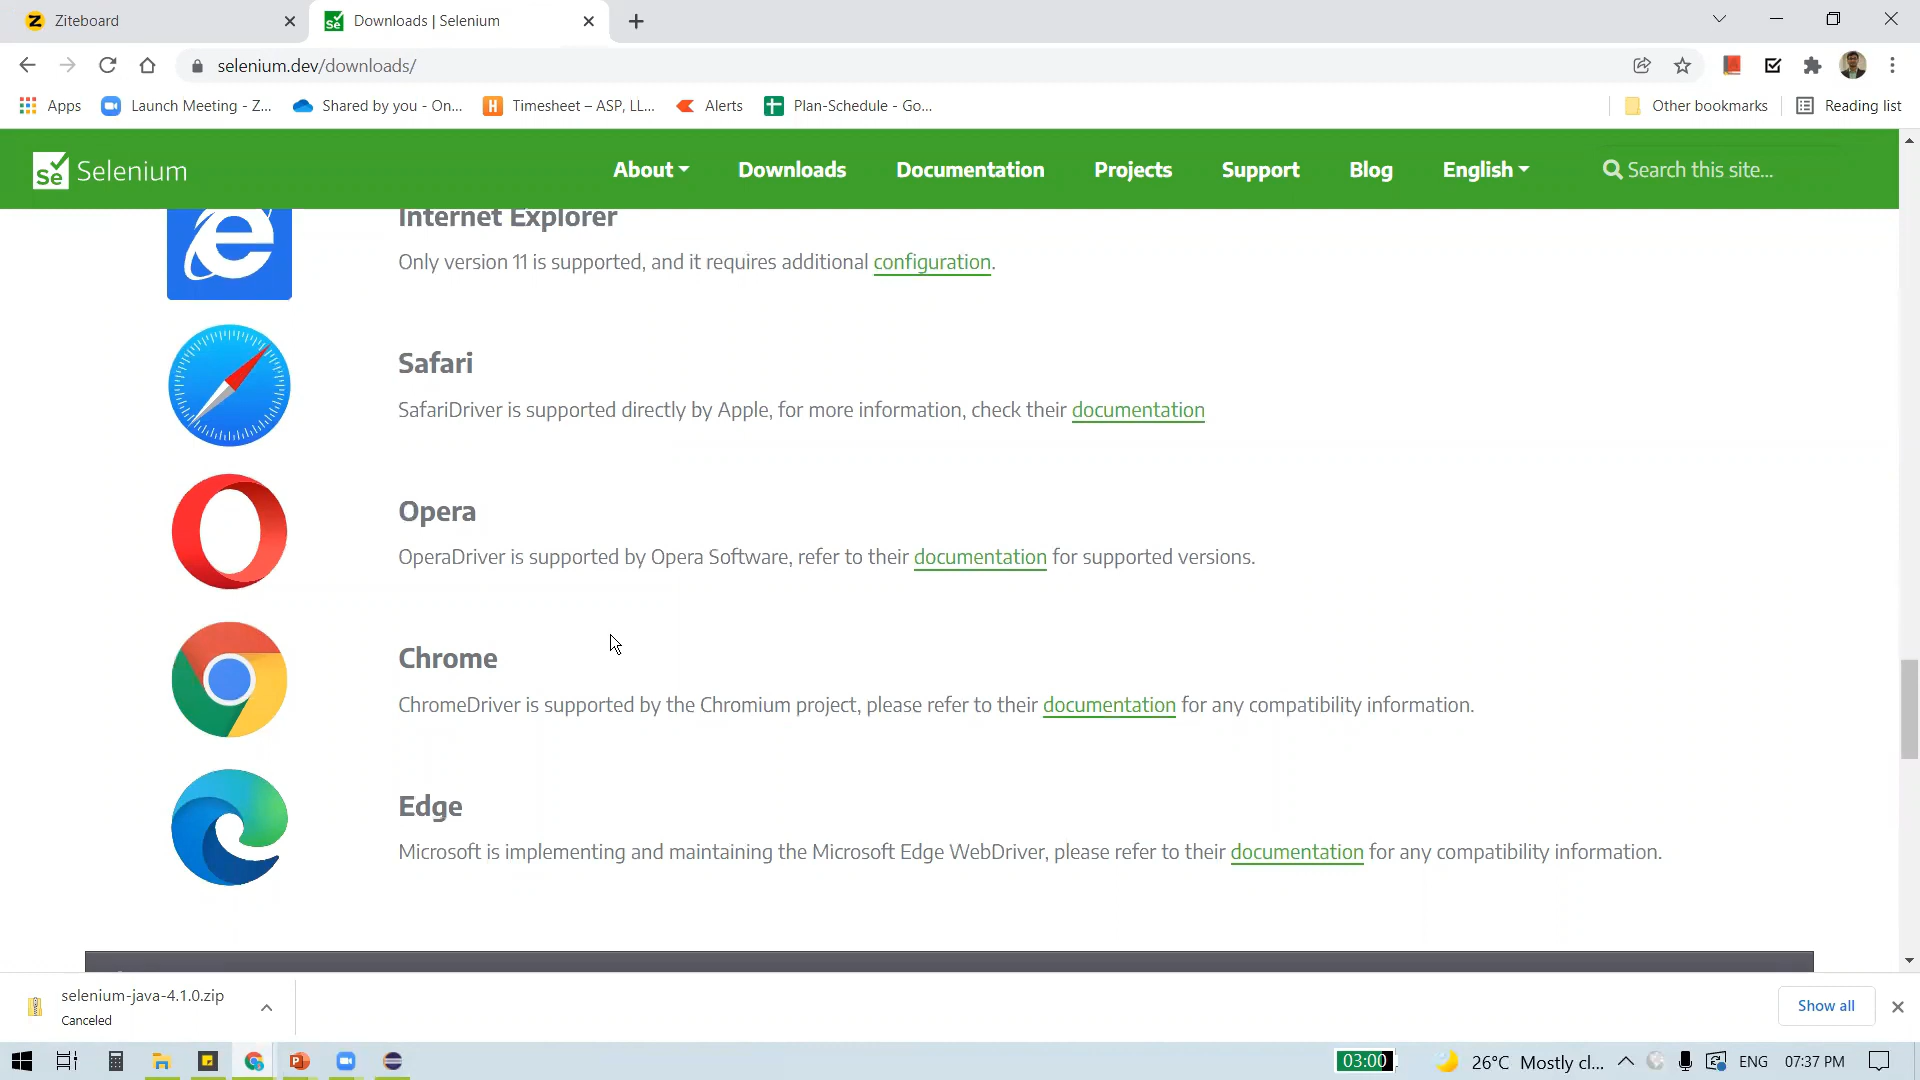 Ziteboard
Downloads | Selenium
selenium.dev/downloads/
Apps
Launch Meeting - Z...
Shared by you - On...
Timesheet – ASP, LL...
Alerts
Plan-Schedule - Go...
Other bookmarks
Reading list
Se Selenium
About
Downloads
Documentation
Projects
Support
Blog
English
Search this site...
Internet Explorer
Only version 11 is supported, and it requires additional configuration.
Safari
SafariDriver is supported directly by Apple, for more information, check their documentation
Opera
OperaDriver is supported by Opera Software, refer to their documentation for supported versions.
Chrome
ChromeDriver is supported by the Chromium project, please refer to their documentation for any compatibility information.
Edge
Microsoft is implementing and maintaining the Microsoft Edge WebDriver, please refer to their documentation for any compatibility information.
selenium-java-4.1.0.zip
Canceled
Show all
03:00
26°C Mostly cl...
ENG
07:37 PM